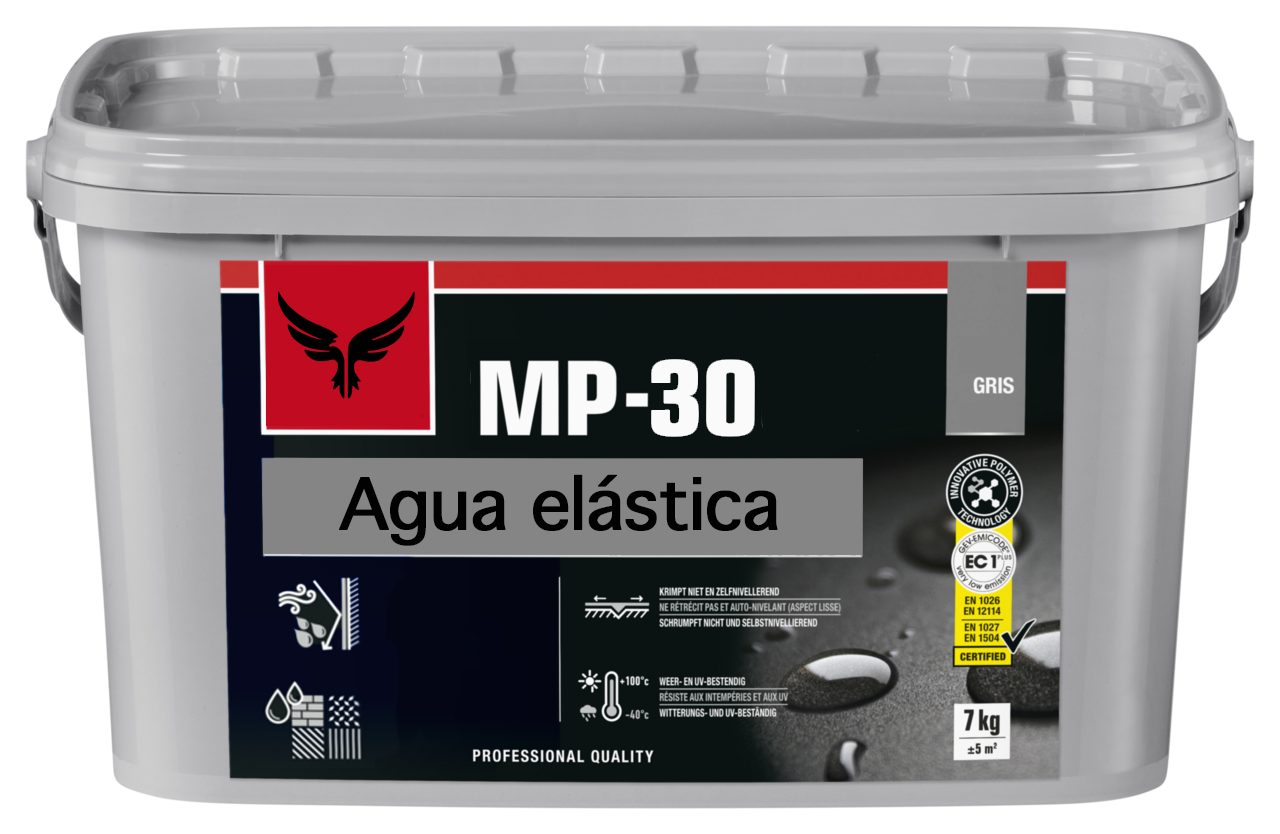 MP-30
GRIS
Agua elástica
INNOVATIVE POLYMER
TECHNOLOGY
GEV-EMICODE®
EC 1 PLUS
very low emission
EN 1026
EN 12114
EN 1027
EN 1504
CERTIFIED
KRIMPT NIET EN ZELFNIVELLEREND
NE RÉTRÉCIT PAS ET AUTO-NIVELANT (ASPECT LISSE)
SCHRUMPFT NICHT UND SELBSTNIVELLIEREND
+100°c
-40°c
WEER- EN UV-BESTENDIG
RÉSISTE AUX INTEMPÉRIES ET AUX UV
WITTERUNGS- UND UV-BESTÄNDIG
7 kg
±5 m²
PROFESSIONAL QUALITY